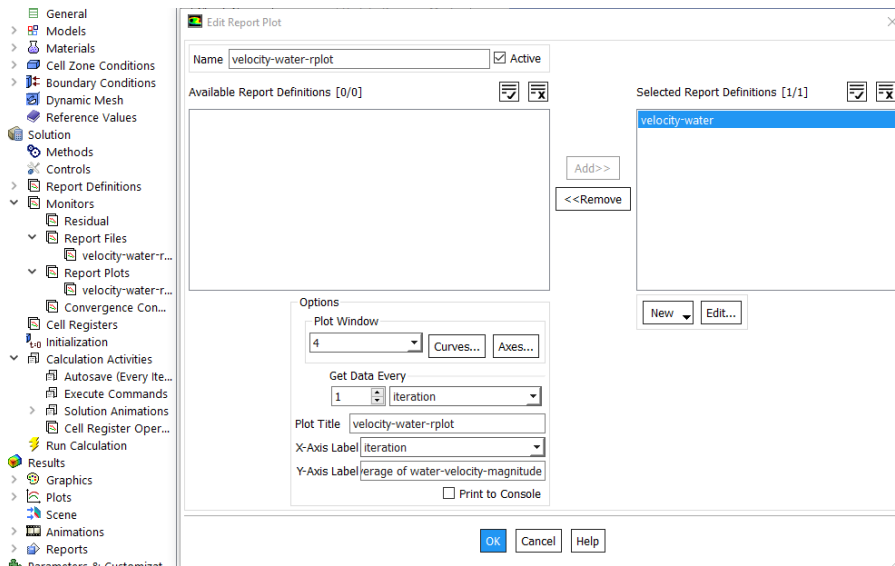 General
Models
Materials
Cell Zone Conditions
Boundary Conditions
Dynamic Mesh
Reference Values
Solution
Methods
Controls
Report Definitions
Monitors
Residual
Report Files
velocity-water-r...
Report Plots
velocity-water-r...
Convergence Con...
Cell Registers
Initialization
Calculation Activities
Autosave (Every Ite...
Execute Commands
Solution Animations
Cell Register Oper...
Run Calculation
Results
Graphics
Plots
Scene
Animations
Reports
Parameters & Customizat
Edit Report Plot
Name velocity-water-rplot Active
Available Report Definitions [0/0]
Selected Report Definitions [1/1]
velocity-water
Add>>
<<Remove
New Edit...
Options
Plot Window
4 Curves... Axes...
Get Data Every
1 iteration
Plot Title velocity-water-rplot
X-Axis Label iteration
Y-Axis Label verage of water-velocity-magnitude
Print to Console
OK Cancel Help